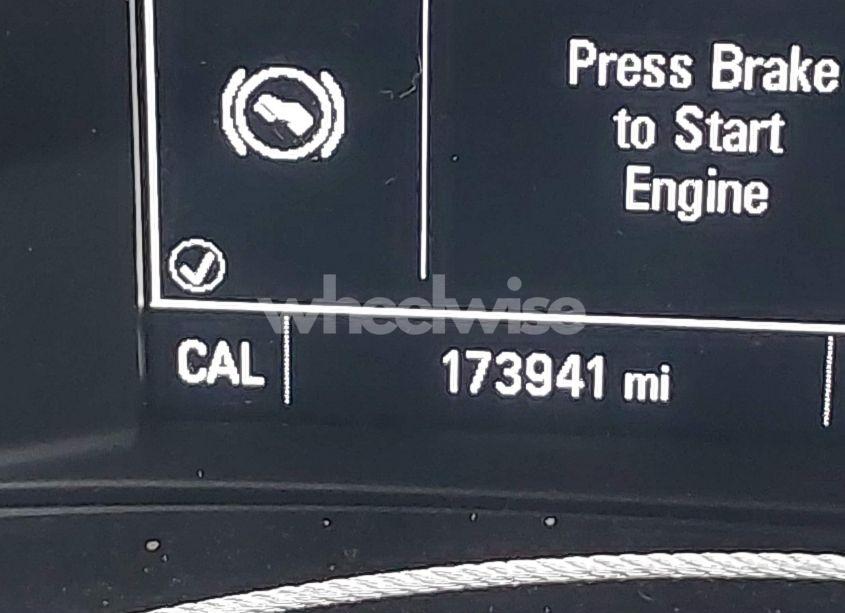 Press Brake
to Start
Engine
wheelwise
CAL 173941 mi